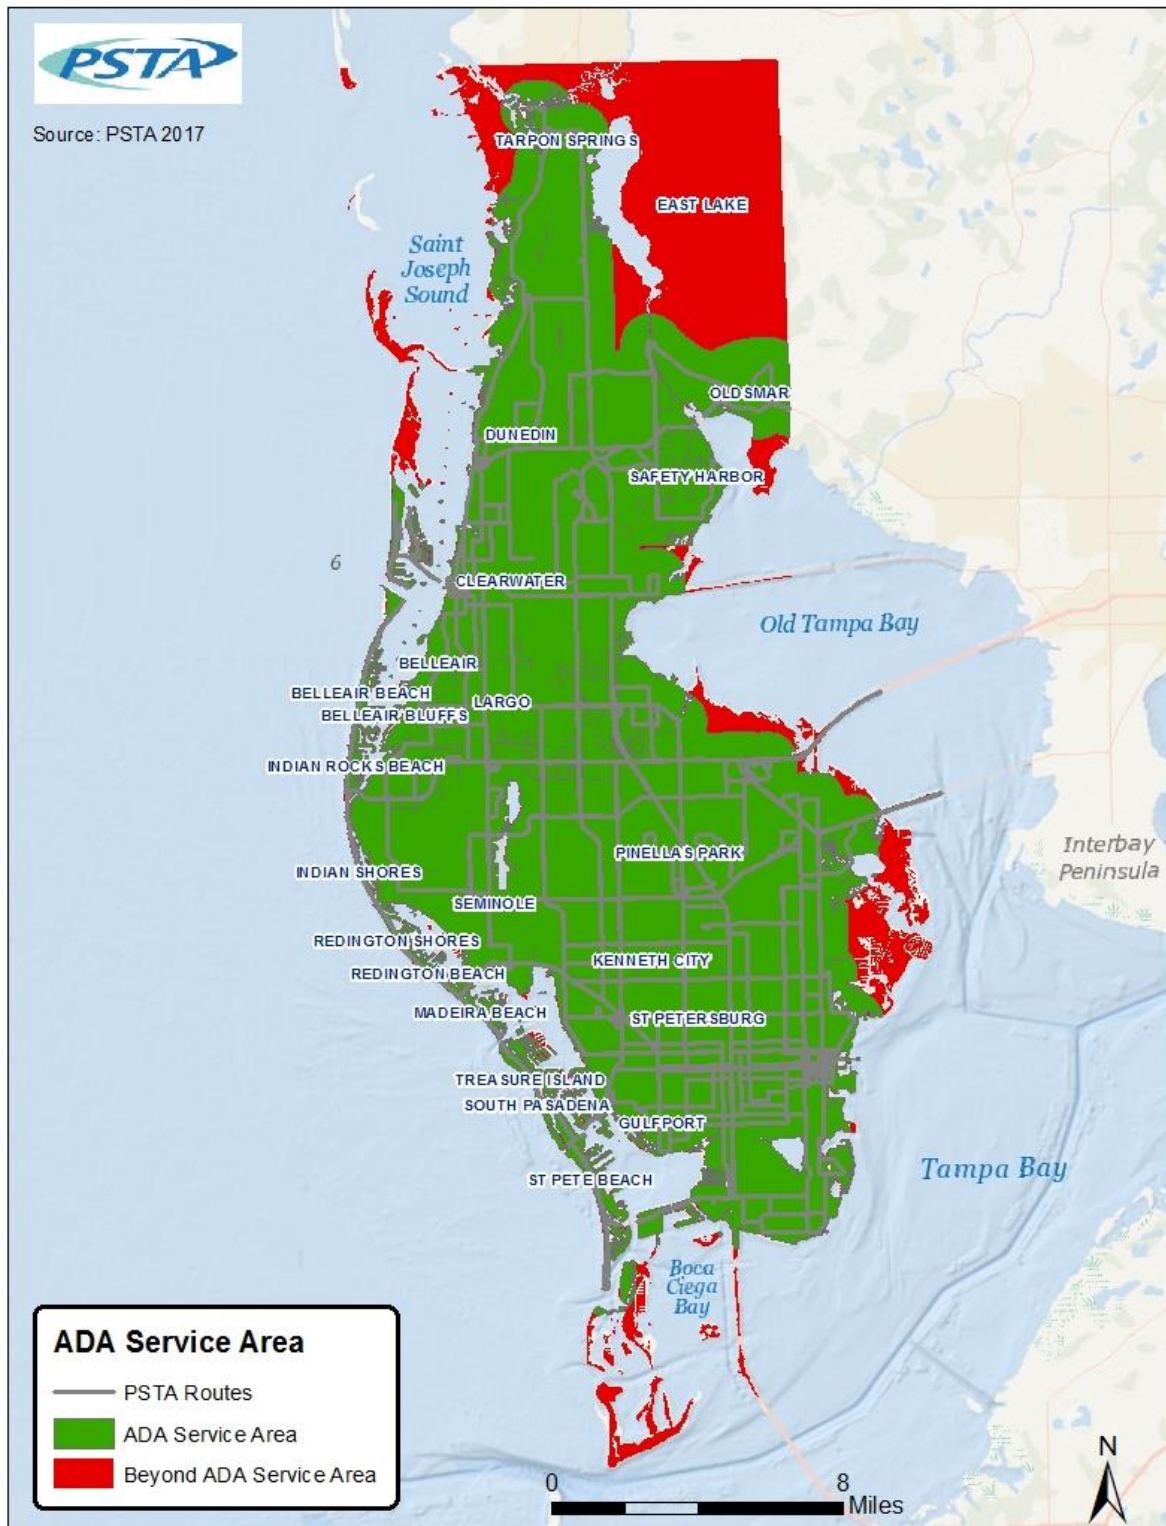 PSTA
Source: PSTA 2017
TARPON SPRINGS
EAST LAKE
Saint
Joseph
Sound
OLDSMAR
DUNEDIN
SAFETY HARBOR
6
CLEARWATER
Old Tampa Bay
BELLEAIR
BELLEAIR BEACH
LARGO
BELLEAIR BLUFFS
INDIAN ROCKS BEACH
PINELLAS PARK
Interbay
Peninsula
INDIAN SHORES
SEMINOLE
REDINGTON SHORES
KENNETH CITY
REDINGTON BEACH
MADEIRA BEACH
ST PETERSBURG
TREASURE ISLAND
SOUTH PASADENA
GULFPORT
Tampa Bay
ST PETE BEACH
Boca
Ciega
Bay
ADA Service Area
PSTA Routes
ADA Service Area
Beyond ADA Service Area
0 8
Miles
N